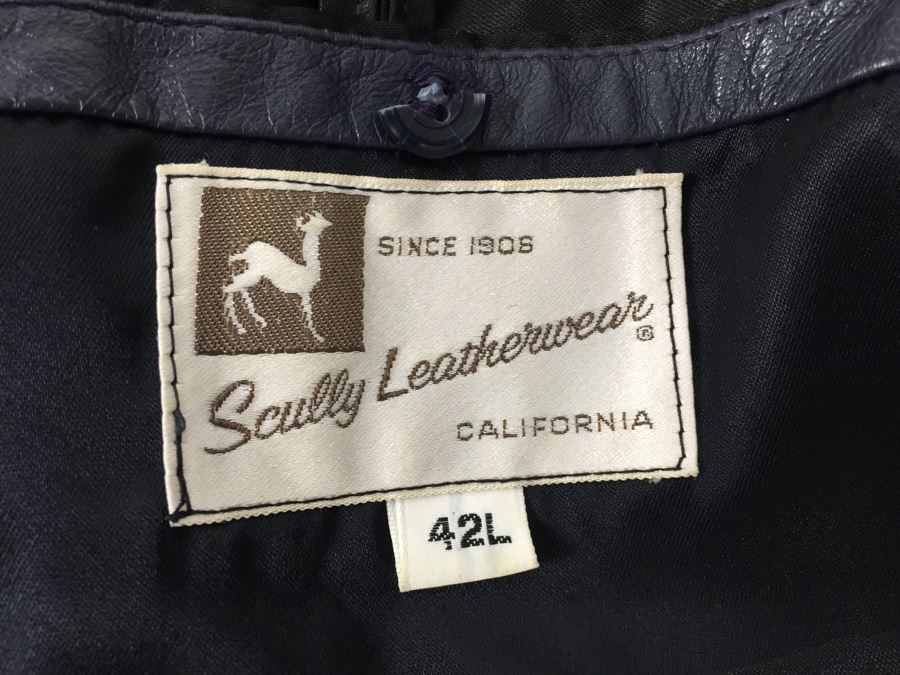 SINCE 1906
Scully Leatherwear®
CALIFORNIA
42L